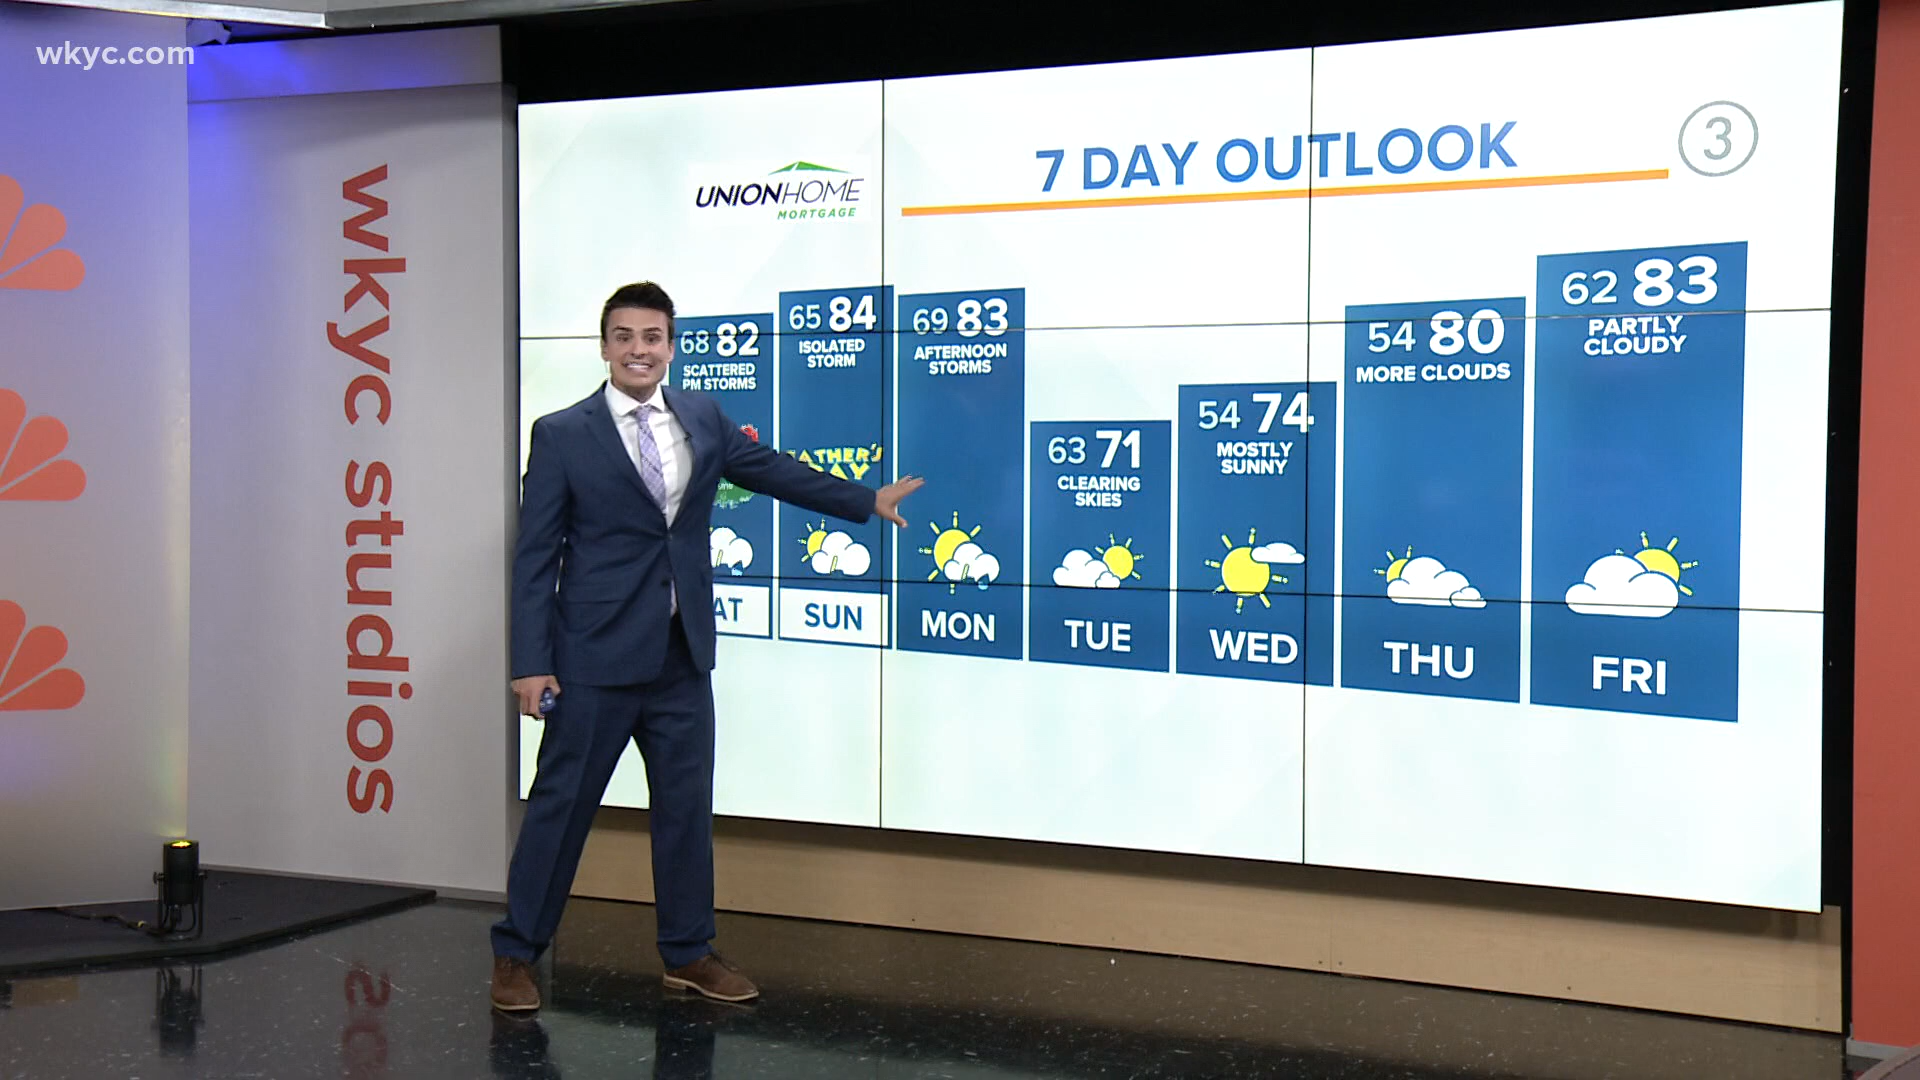 wkyc.com
wkyc studios
UNIONHOME
MORTGAGE
7 DAY OUTLOOK
3
68 82
SCATTERED
PM STORMS
65 84
ISOLATED
STORM
FATHER'S
DAY
SUN
69 83
AFTERNOON
STORMS
MON
63 71
CLEARING
SKIES
TUE
54 74
MOSTLY
SUNNY
WED
54 80
MORE CLOUDS
THU
62 83
PARTLY
CLOUDY
FRI